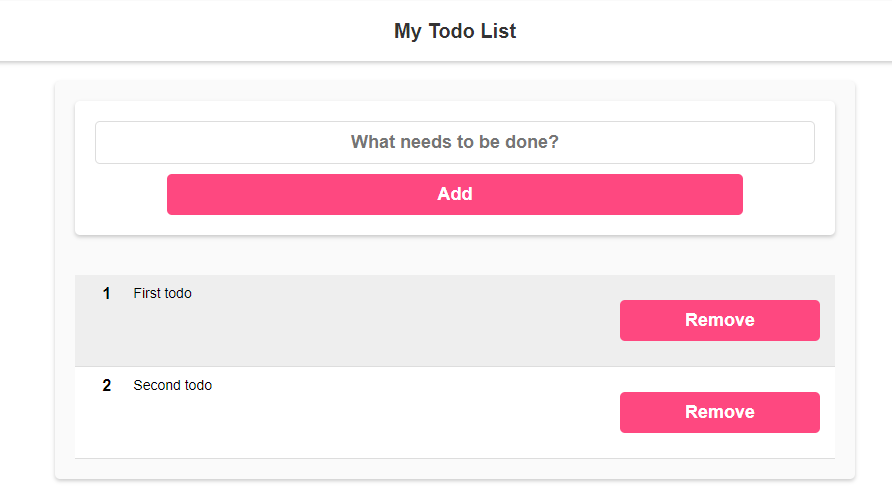 My Todo List
What needs to be done?
Add
1 First todo
Remove
2 Second todo
Remove